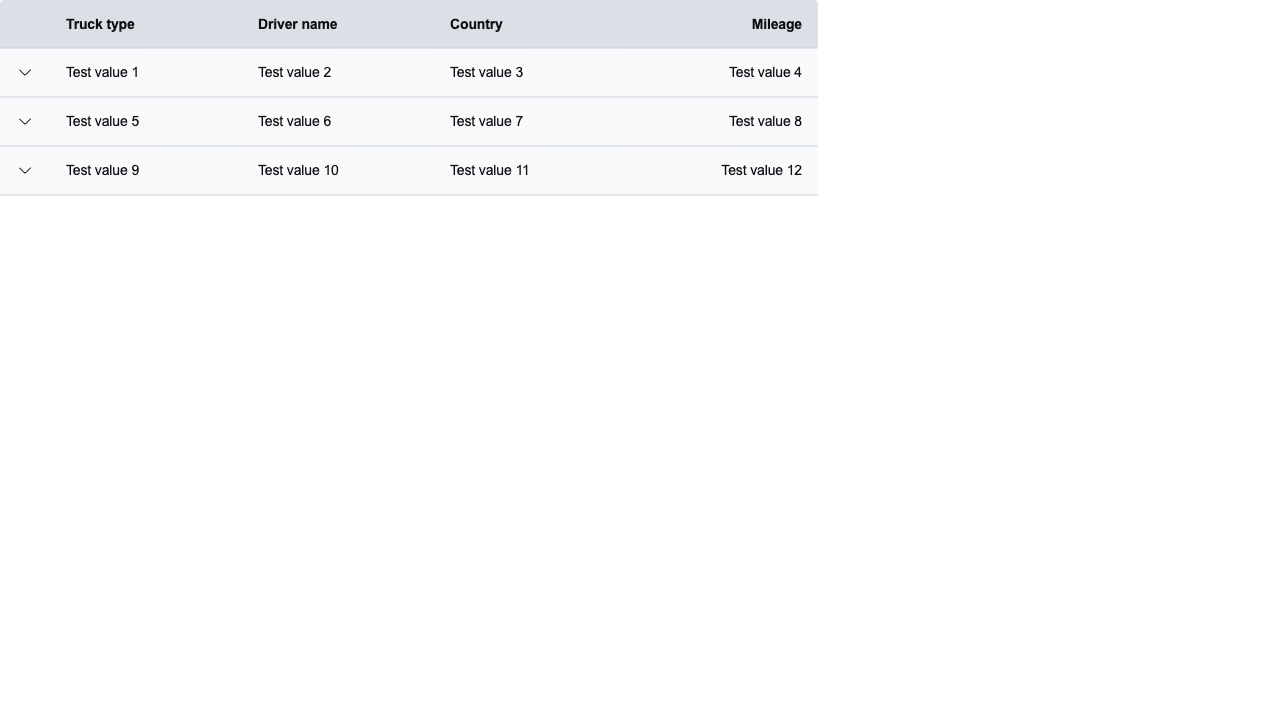 Truck type Driver name Country Mileage
Test value 1 Test value 2 Test value 3 Test value 4
Test value 5 Test value 6 Test value 7 Test value 8
Test value 9 Test value 10 Test value 11 Test value 12